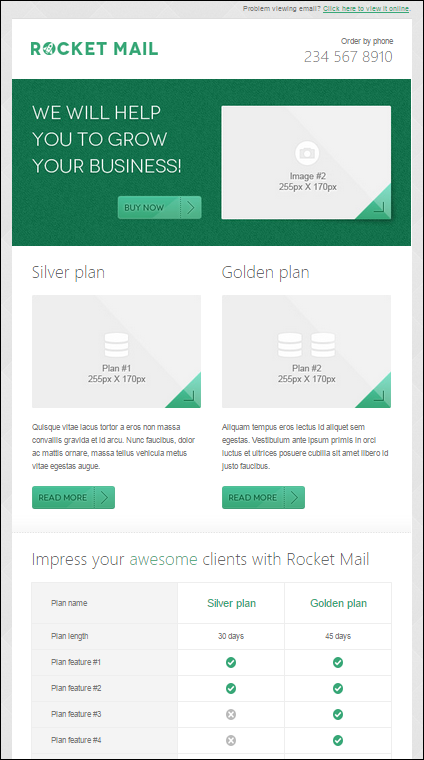 Problem viewing email? Click here to view it online.
ROCKET MAIL
Order by phone
234 567 8910
WE WILL HELP
YOU TO GROW
YOUR BUSINESS!
BUY NOW
Image #2
255px X 170px
Silver plan
Golden plan
Plan #1
255px X 170px
Plan #2
255px X 170px
Quisque vitae lacus tortor a eros non massa
convallis gravida et id arcu. Nunc faucibus, dolor
ac mattis ornare, massa tellus vehicula metus
vitae egestas augue.
Aliquam tempus eros lectus id aliquet sem
egestas. Vestibulum ante ipsum primis in orci
luctus et ultrices posuere cubilia sit amet libero id
justo faucibus.
READ MORE
READ MORE
Impress your awesome clients with Rocket Mail
Plan name Silver plan Golden plan
Plan length 30 days 45 days
Plan feature #1
Plan feature #2
Plan feature #3
Plan feature #4